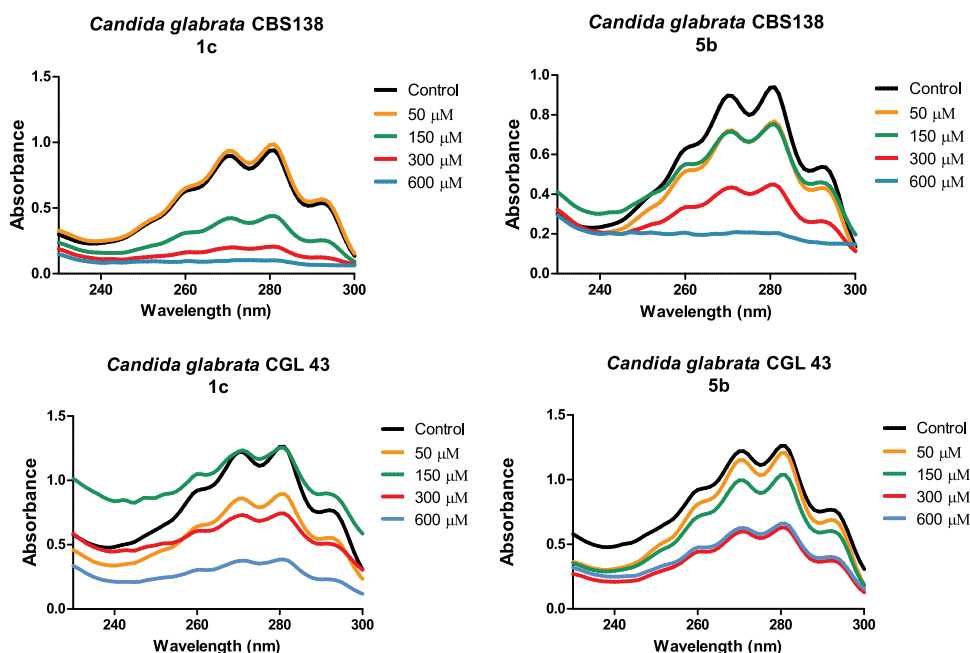 Candida glabrata CBS138
1c
Absorbance
1.5
1.0
0.5
0.0
240
260
280
300
Wavelength (nm)
Control
50 μM
150 μM
300 μM
600 μM
Candida glabrata CBS138
5b
Absorbance
1.0
0.8
0.6
0.4
0.2
0.0
240
260
280
300
Wavelength (nm)
Control
50 μM
150 μM
300 μM
600 μM
Candida glabrata CGL 43
1c
Absorbance
1.5
1.0
0.5
0.0
240
260
280
300
Wavelength (nm)
Control
50 μM
150 μM
300 μM
600 μM
Candida glabrata CGL 43
5b
Absorbance
1.5
1.0
0.5
0.0
240
260
280
300
Wavelength (nm)
Control
50 μM
150 μM
300 μM
600 μM